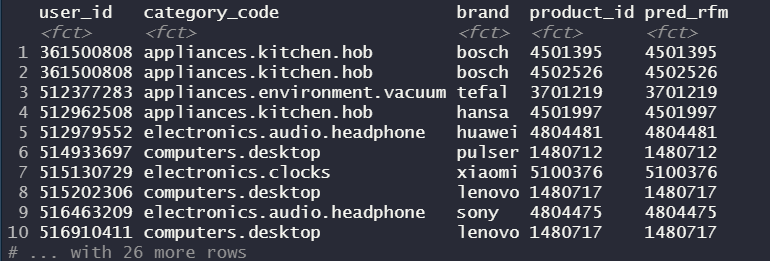 user_id category_code brand product_id pred_rfm
<fct> <fct> <fct> <fct> <fct>
1 361500808 appliances.kitchen.hob bosch 4501395 4501395
2 361500808 appliances.kitchen.hob bosch 4502526 4502526
3 512377283 appliances.environment.vacuum tefal 3701219 3701219
4 512962508 appliances.kitchen.hob hansa 4501997 4501997
5 512979552 electronics.audio.headphone huawei 4804481 4804481
6 514933697 computers.desktop pulser 1480712 1480712
7 515130729 electronics.clocks xiaomi 5100376 5100376
8 515202306 computers.desktop lenovo 1480717 1480717
9 516463209 electronics.audio.headphone sony 4804475 4804475
10 516910411 computers.desktop lenovo 1480717 1480717
# ... with 26 more rows